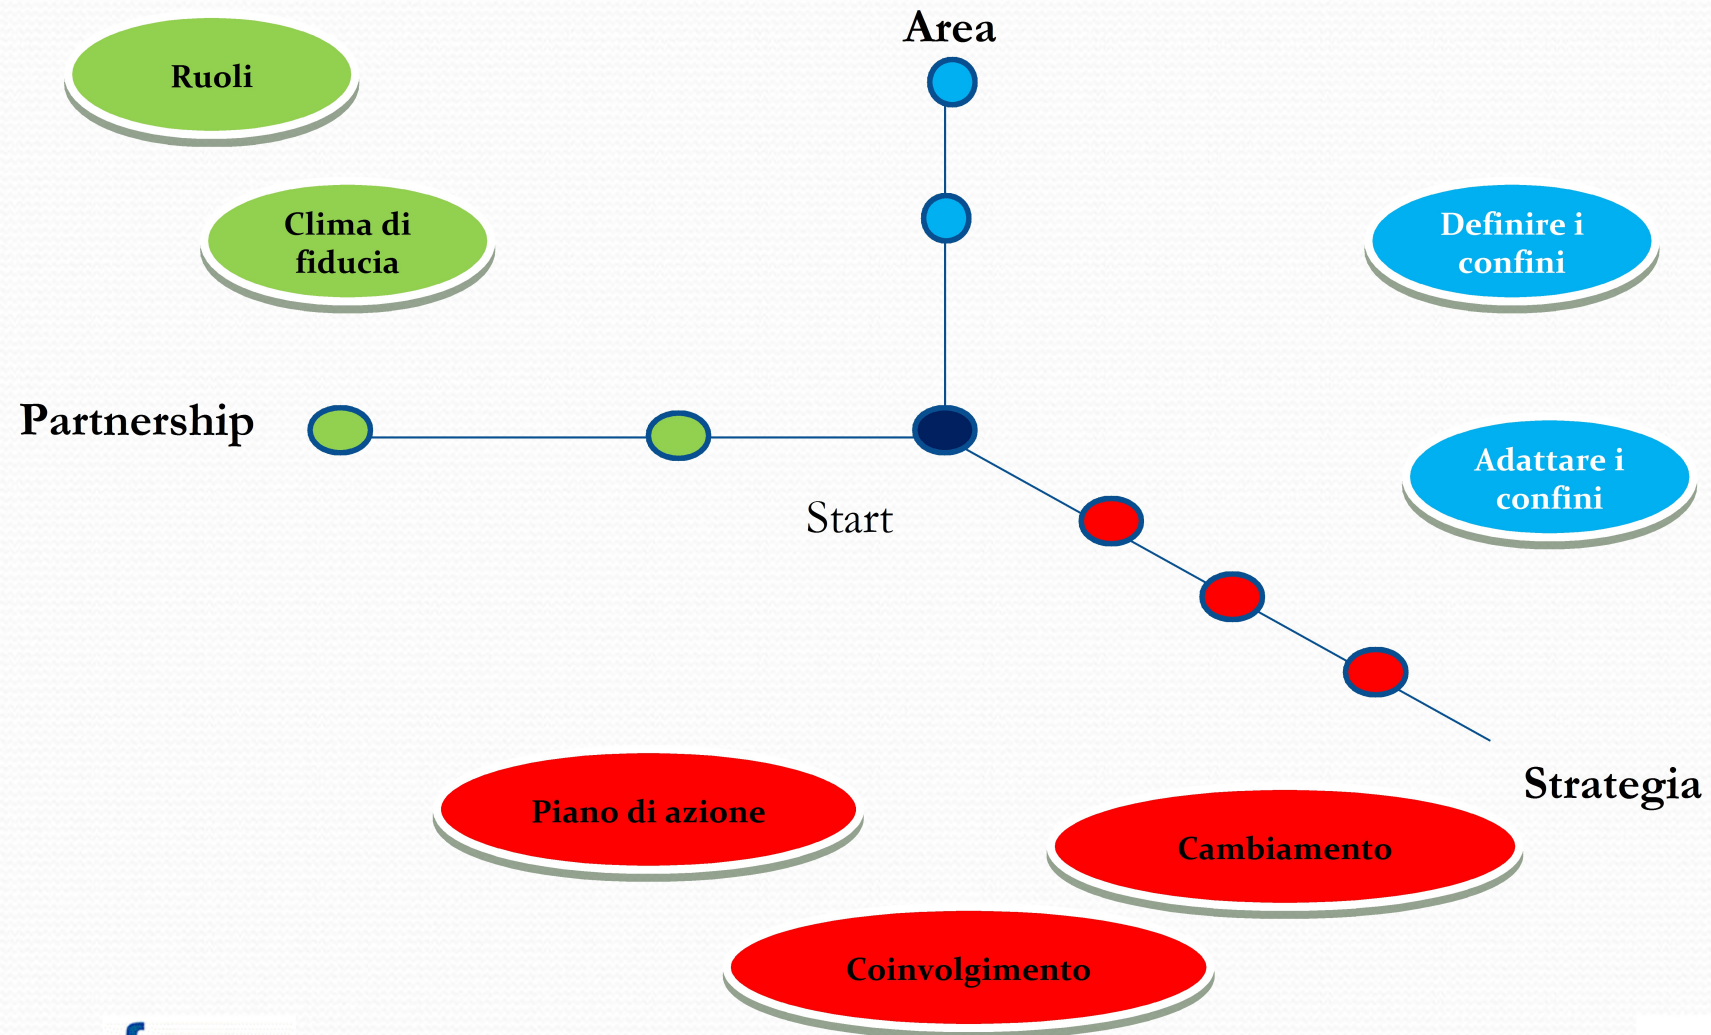 Area
Ruoli
Clima di
fiducia
Definire i
confini
Partnership
Adattare i
confini
Start
Strategia
Piano di azione
Cambiamento
Coinvolgimento